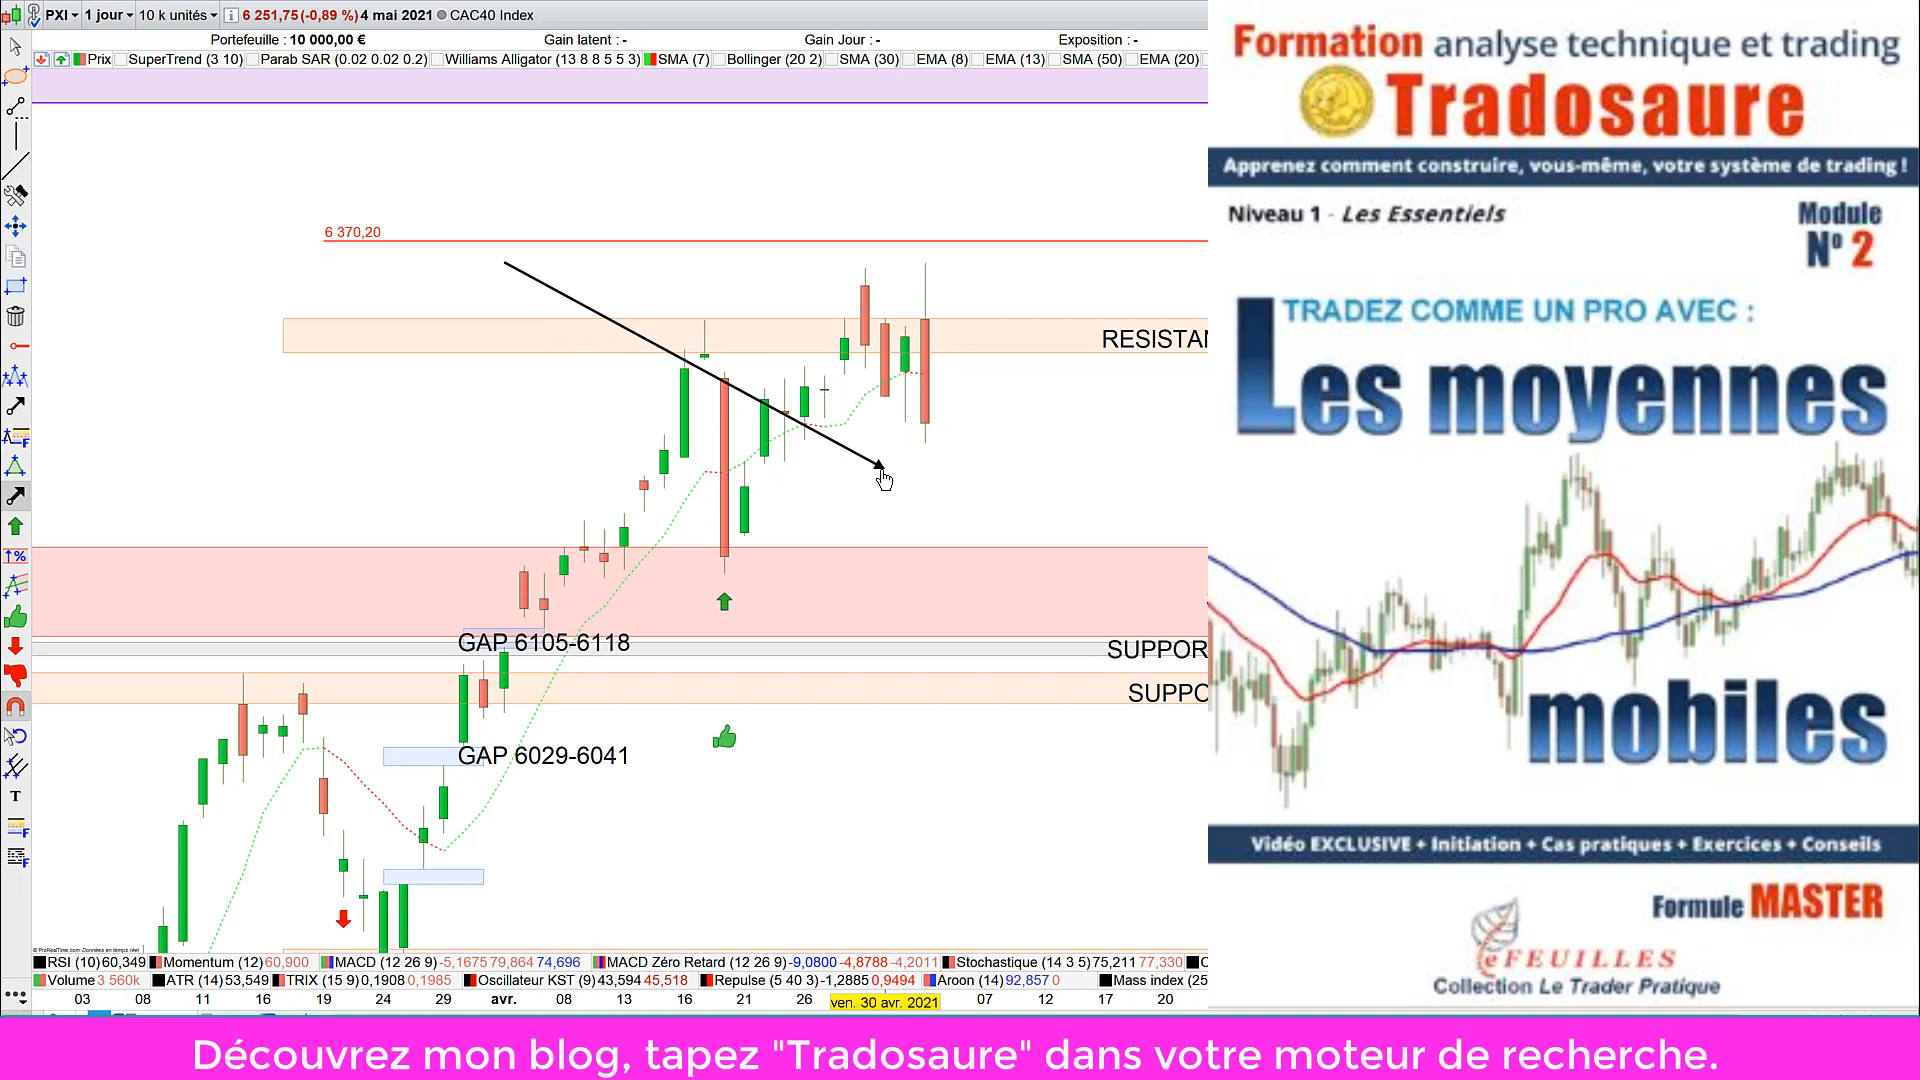 PXI 1 jour 10 k unités 6 251,75 (-0,89 %) 4 mai 2021 CAC40 Index
Portefeuille : 10 000,00 € Gain latent : - Gain Jour : - Exposition : -
Prix SuperTrend (3 10) Parab SAR (0.02 0.02 0.2) Williams Alligator (13 8 8 5 5 3) SMA (7) Bollinger (20 2) SMA (30) EMA (8) EMA (13) SMA (50) EMA (20)
6 370,20
RESISTAN
GAP 6105-6118
SUPPOR
SUPPO
GAP 6029-6041
© ProRealTime.com Données en temps réel
RSI (10) 60,349 Momentum (12) 60,900 MACD (12 26 9) -5,1675 79,864 74,696 MACD Zéro Retard (12 26 9) -9,0800 -4,8788 -4,2011 Stochastique (14 3 5) 75,211 77,330
Volume 3 560k ATR (14) 53,549 TRIX (15 9) 0,1908 0,1985 Oscillateur KST (9) 43,594 45,518 Repulse (5 40 3) -1,2885 0,9494 Aroon (14) 92,857 0 Mass index (25
03 08 11 16 19 24 29 avr. 08 13 16 21 26 ven. 30 avr. 2021 07 12 17 20
Formation analyse technique et trading
Tradosaure
Apprenez comment construire, vous-même, votre système de trading !
Niveau 1 - Les Essentiels
Module
N° 2
TRADEZ COMME UN PRO AVEC :
Les moyennes
mobiles
Vidéo EXCLUSIVE + Initiation + Cas pratiques + Exercices + Conseils
Formule MASTER
eFEUILLES
Collection Le Trader Pratique
Découvrez mon blog, tapez "Tradosaure" dans votre moteur de recherche.